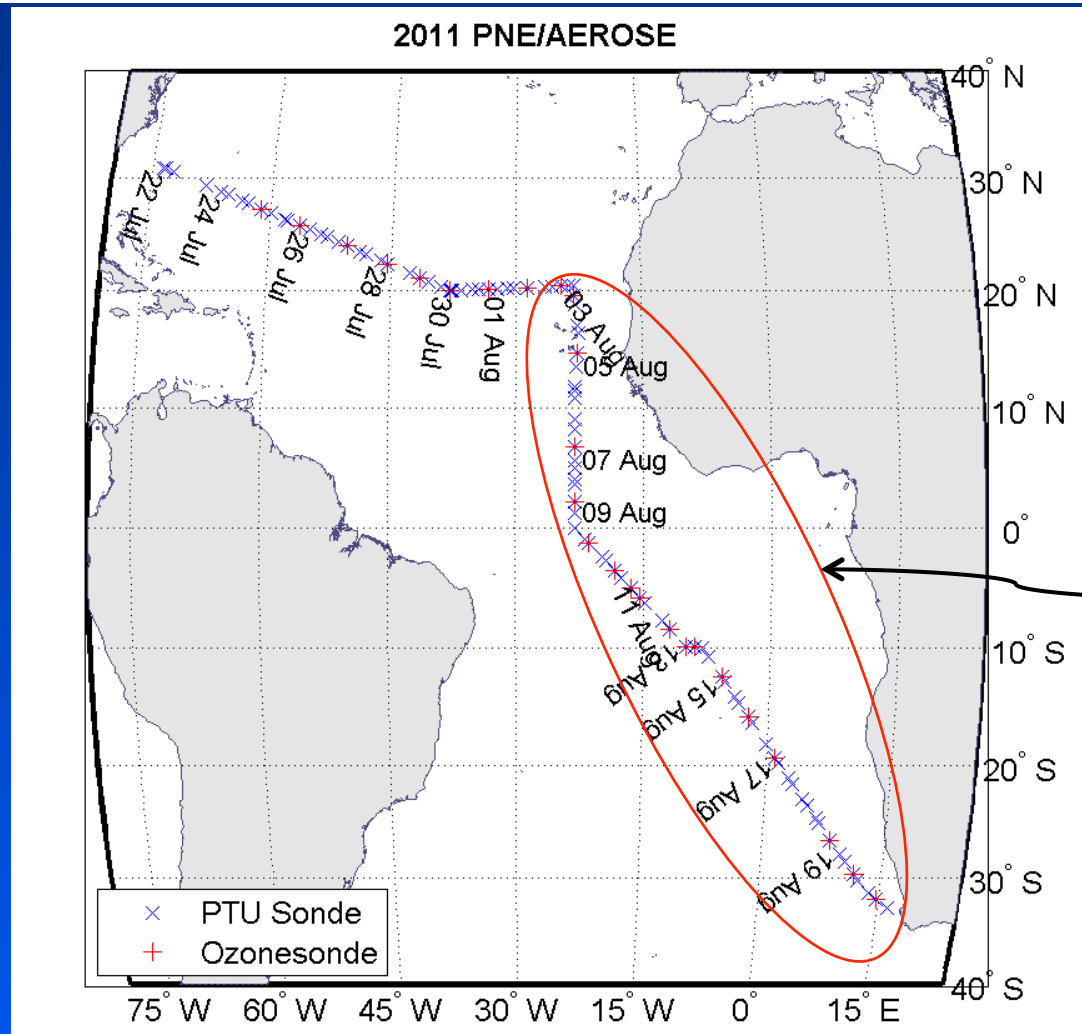 2011 PNE/AEROSE
40° N
30° N
20° N
10° N
0°
10° S
20° S
30° S
40° S
22 Jul
24 Jul
26 Jul
28 Jul
30 Jul
01 Aug
03 Aug
05 Aug
07 Aug
09 Aug
11 Aug
13 Aug
15 Aug
17 Aug
19 Aug
PTU Sonde
Ozonesonde
75° W
60° W
45° W
30° W
15° W
0°
15° E